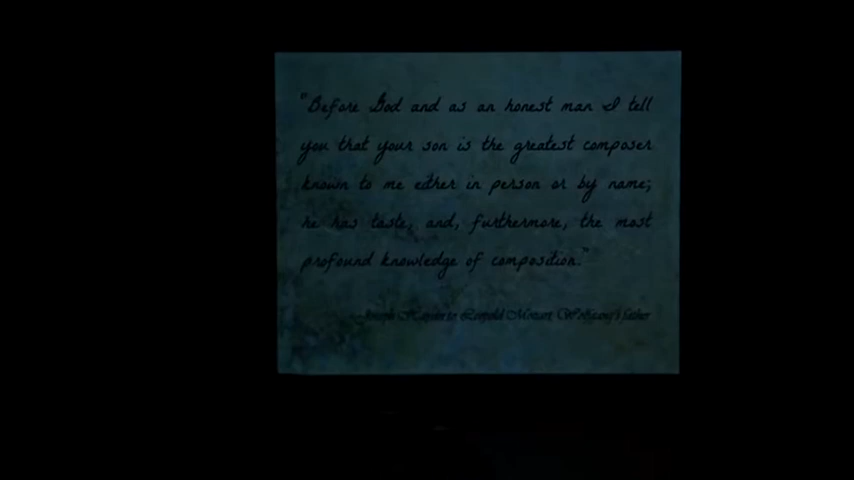 "Before God and as an honest man I tell
you that your son is the greatest composer
known to me either in person or by name;
he has taste, and, furthermore, the most
profound knowledge of composition."
Joseph Haydn to Leopold Mozart, Wolfgang's father